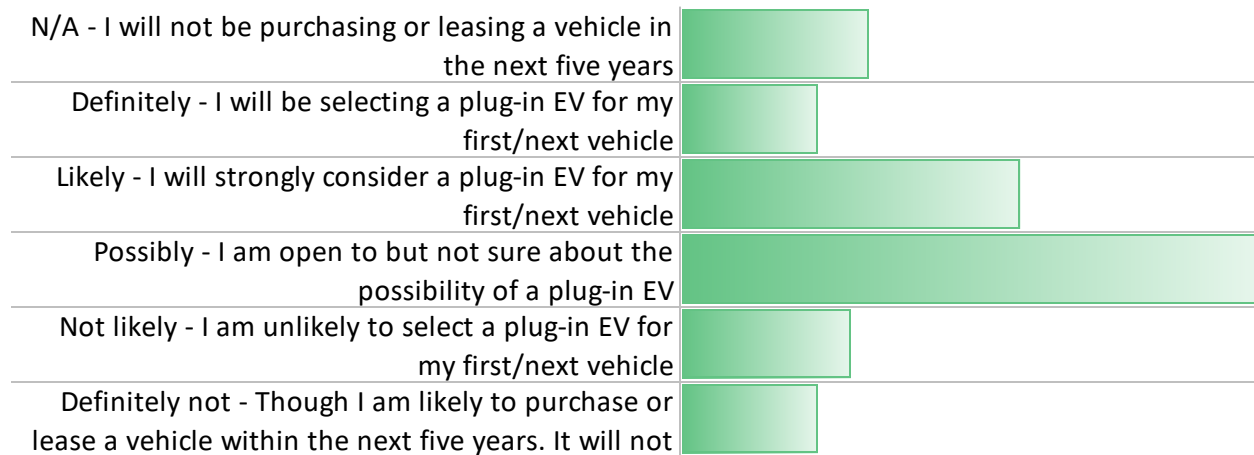 N/A - I will not be purchasing or leasing a vehicle in
the next five years
Definitely - I will be selecting a plug-in EV for my
first/next vehicle
Likely - I will strongly consider a plug-in EV for my
first/next vehicle
Possibly - I am open to but not sure about the
possibility of a plug-in EV
Not likely - I am unlikely to select a plug-in EV for
my first/next vehicle
Definitely not - Though I am likely to purchase or
lease a vehicle within the next five years. It will not